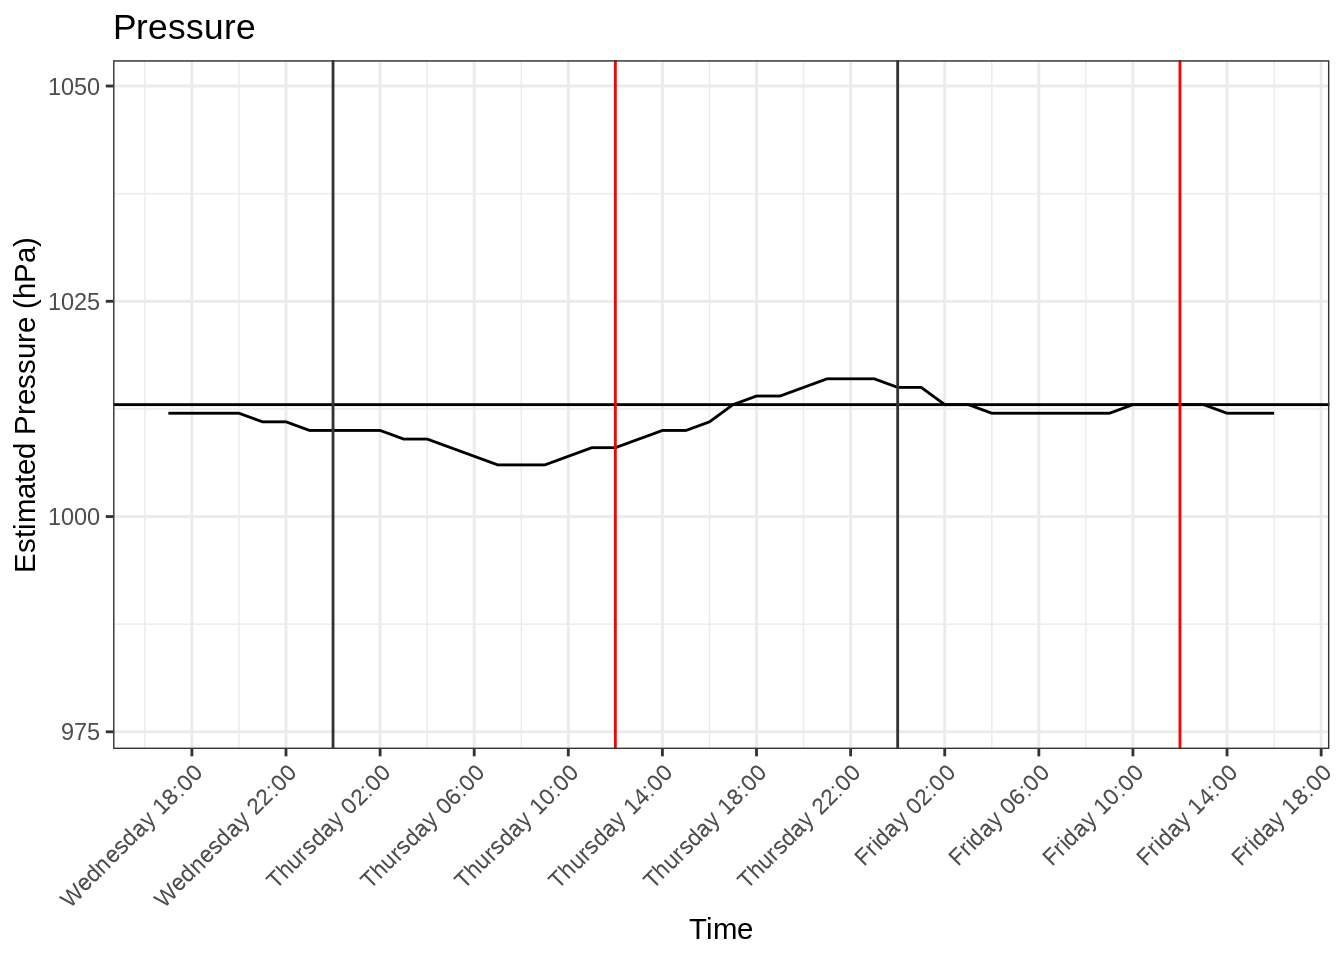 Pressure
Estimated Pressure (hPa)
1050
1025
1000
975
Wednesday 18:00
Wednesday 22:00
Thursday 02:00
Thursday 06:00
Thursday 10:00
Thursday 14:00
Thursday 18:00
Thursday 22:00
Friday 02:00
Friday 06:00
Friday 10:00
Friday 14:00
Friday 18:00
Time